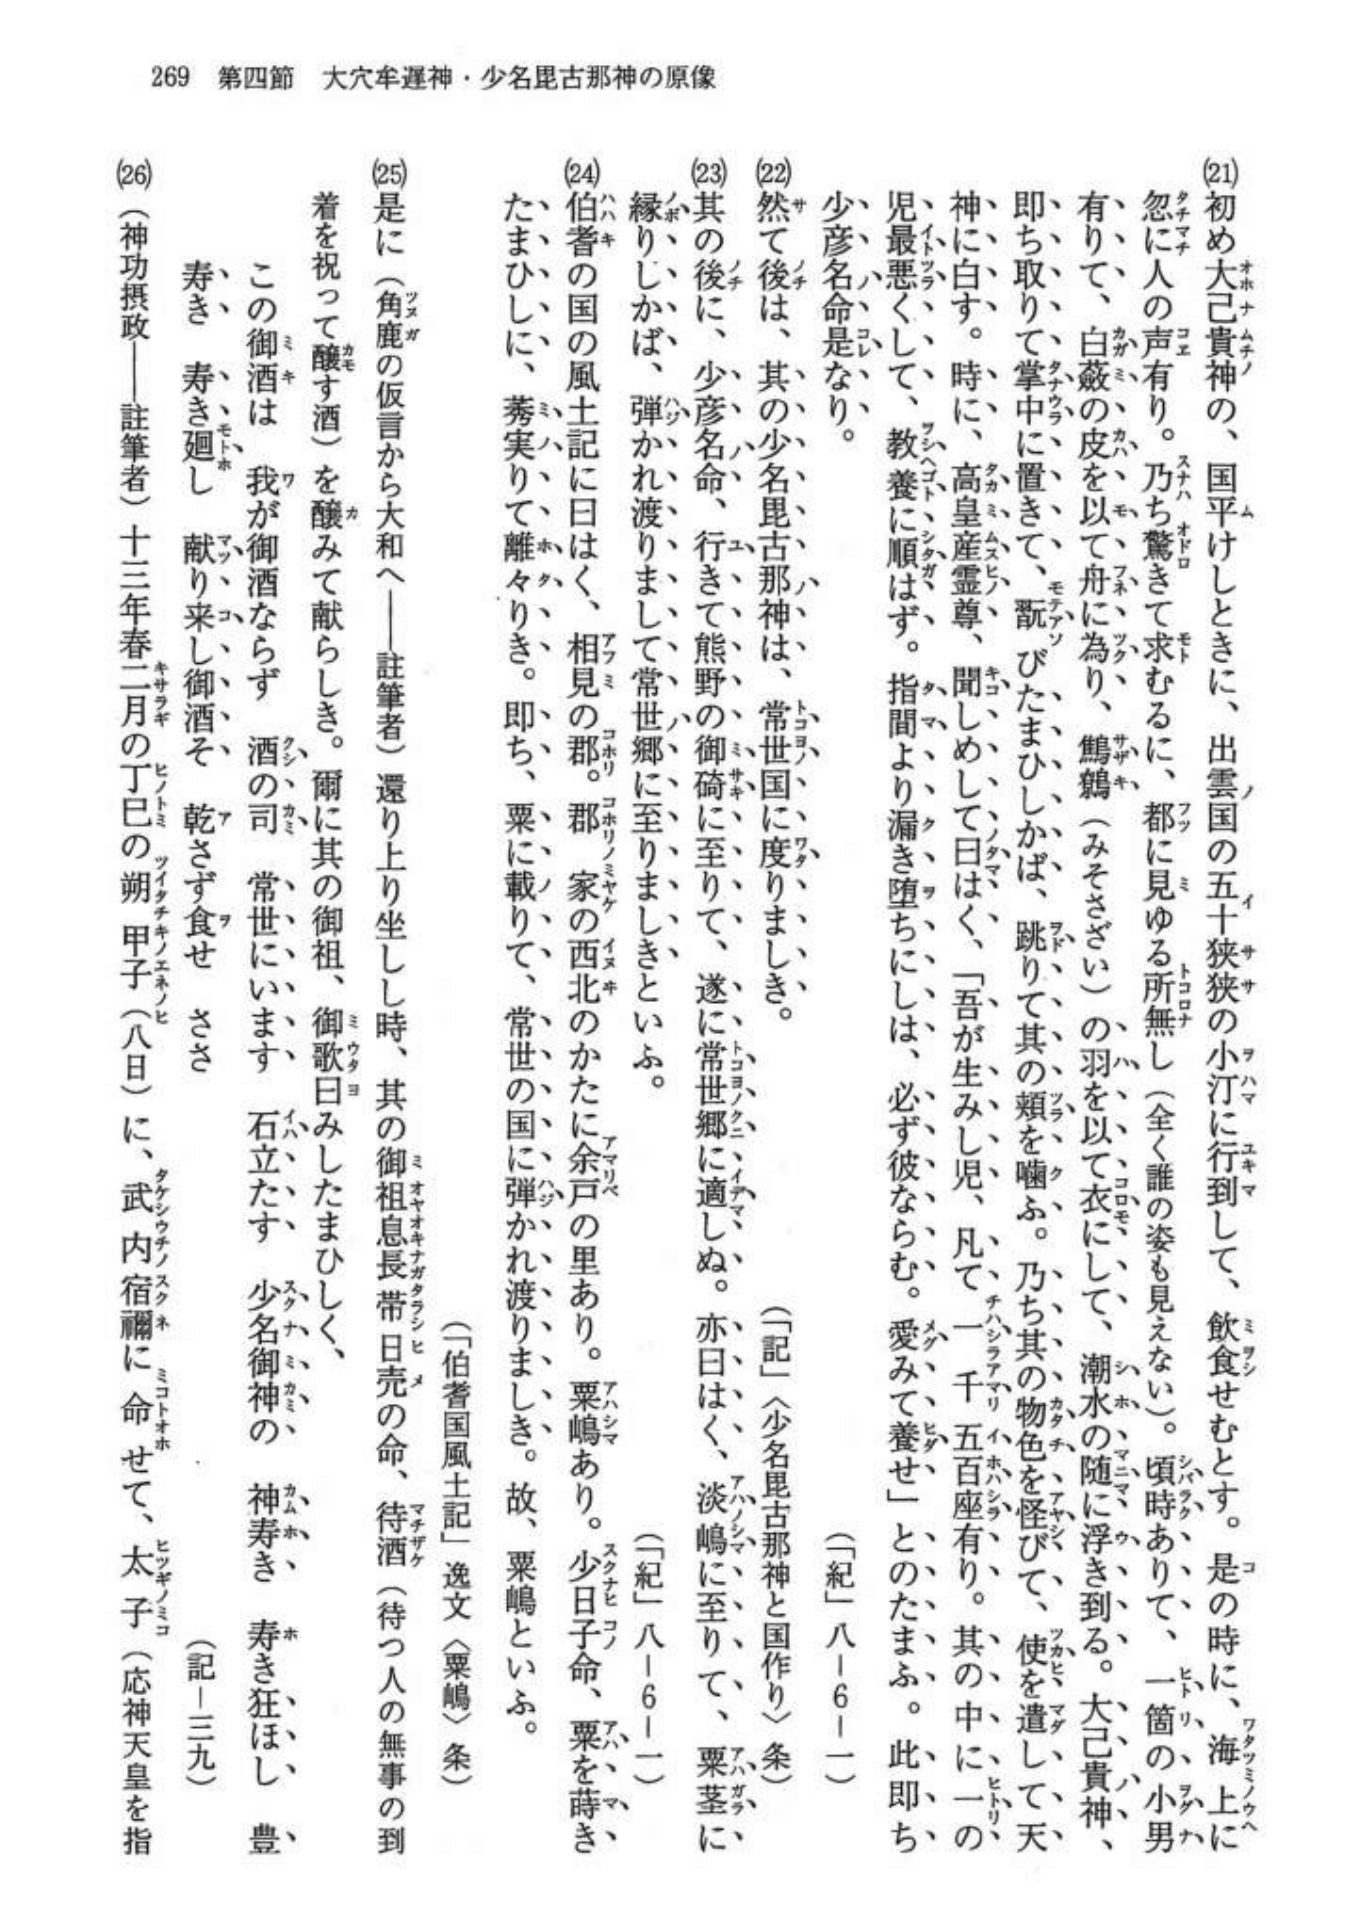 269　第四節　大穴牟遅神・少名毘古那神の原像
(21)初め大己貴神の、国平けしときに、出雲国の五十狭狭の小汀に行到して、飲食せむとす。是の時に、海上に
忽に人の声有り。乃ち驚きて求むるに、都に見ゆる所無し（全く誰の姿も見えない）。頃時ありて、一箇の小男
有りて、白蘞の皮を以て舟に為り、鷦鷯（みそさざい）の羽を以て衣にして、潮水の随に浮き到る。大己貴神、
即ち取りて掌中に置きて、翫びたまひしかば、跳りて其の頬を噛ふ。乃ち其の物色を怪びて、使を遣して天
神に白す。時に、高皇産霊尊、聞しめして曰はく、「吾が生みし児、凡て一千五百座有り。其の中に一の
児最悪くして、教養に順はず。指間より漏き堕ちにしは、必ず彼ならむ。愛みて養せ」とのたまふ。此即ち
少彦名命是なり。
（「紀」八－6－一）
(22)然て後は、其の少名毘古那神は、常世国に度りましき。
（「記」〈少名毘古那神と国作り〉条）
(23)其の後に、少彦名命、行きて熊野の御碕に至りて、遂に常世郷に適しぬ。亦曰はく、淡嶋に至りて、粟茎に
縁りしかば、弾かれ渡りまして常世郷に至りましきといふ。
（「紀」八－6－一）
(24)伯耆の国の風土記に曰はく、相見の郡。郡家の西北のかたに余戸の里あり。粟嶋あり。少日子命、粟を蒔き
たまひしに、莠実りて離々りき。即ち、粟に載りて、常世の国に弾かれ渡りましき。故、粟嶋といふ。
（「伯耆国風土記」逸文〈粟嶋〉条）
(25)是に（角鹿の仮言から大和へ――註筆者）還り上り坐しし時、其の御祖息長帯日売の命、待酒（待つ人の無事の到
着を祝って醸す酒）を醸みて献らしき。爾に其の御祖、御歌曰みしたまひしく、
この御酒は　我が御酒ならず　酒の司　常世にいます　石立たす　少名御神の　神寿き　寿き狂ほし　豊
寿き　寿き廻し　献り来し御酒そ　乾さず食せ　ささ
（記－三九）
(26)（神功摂政――註筆者）十三年春二月の丁巳の朔甲子（八日）に、武内宿禰に命せて、太子（応神天皇を指